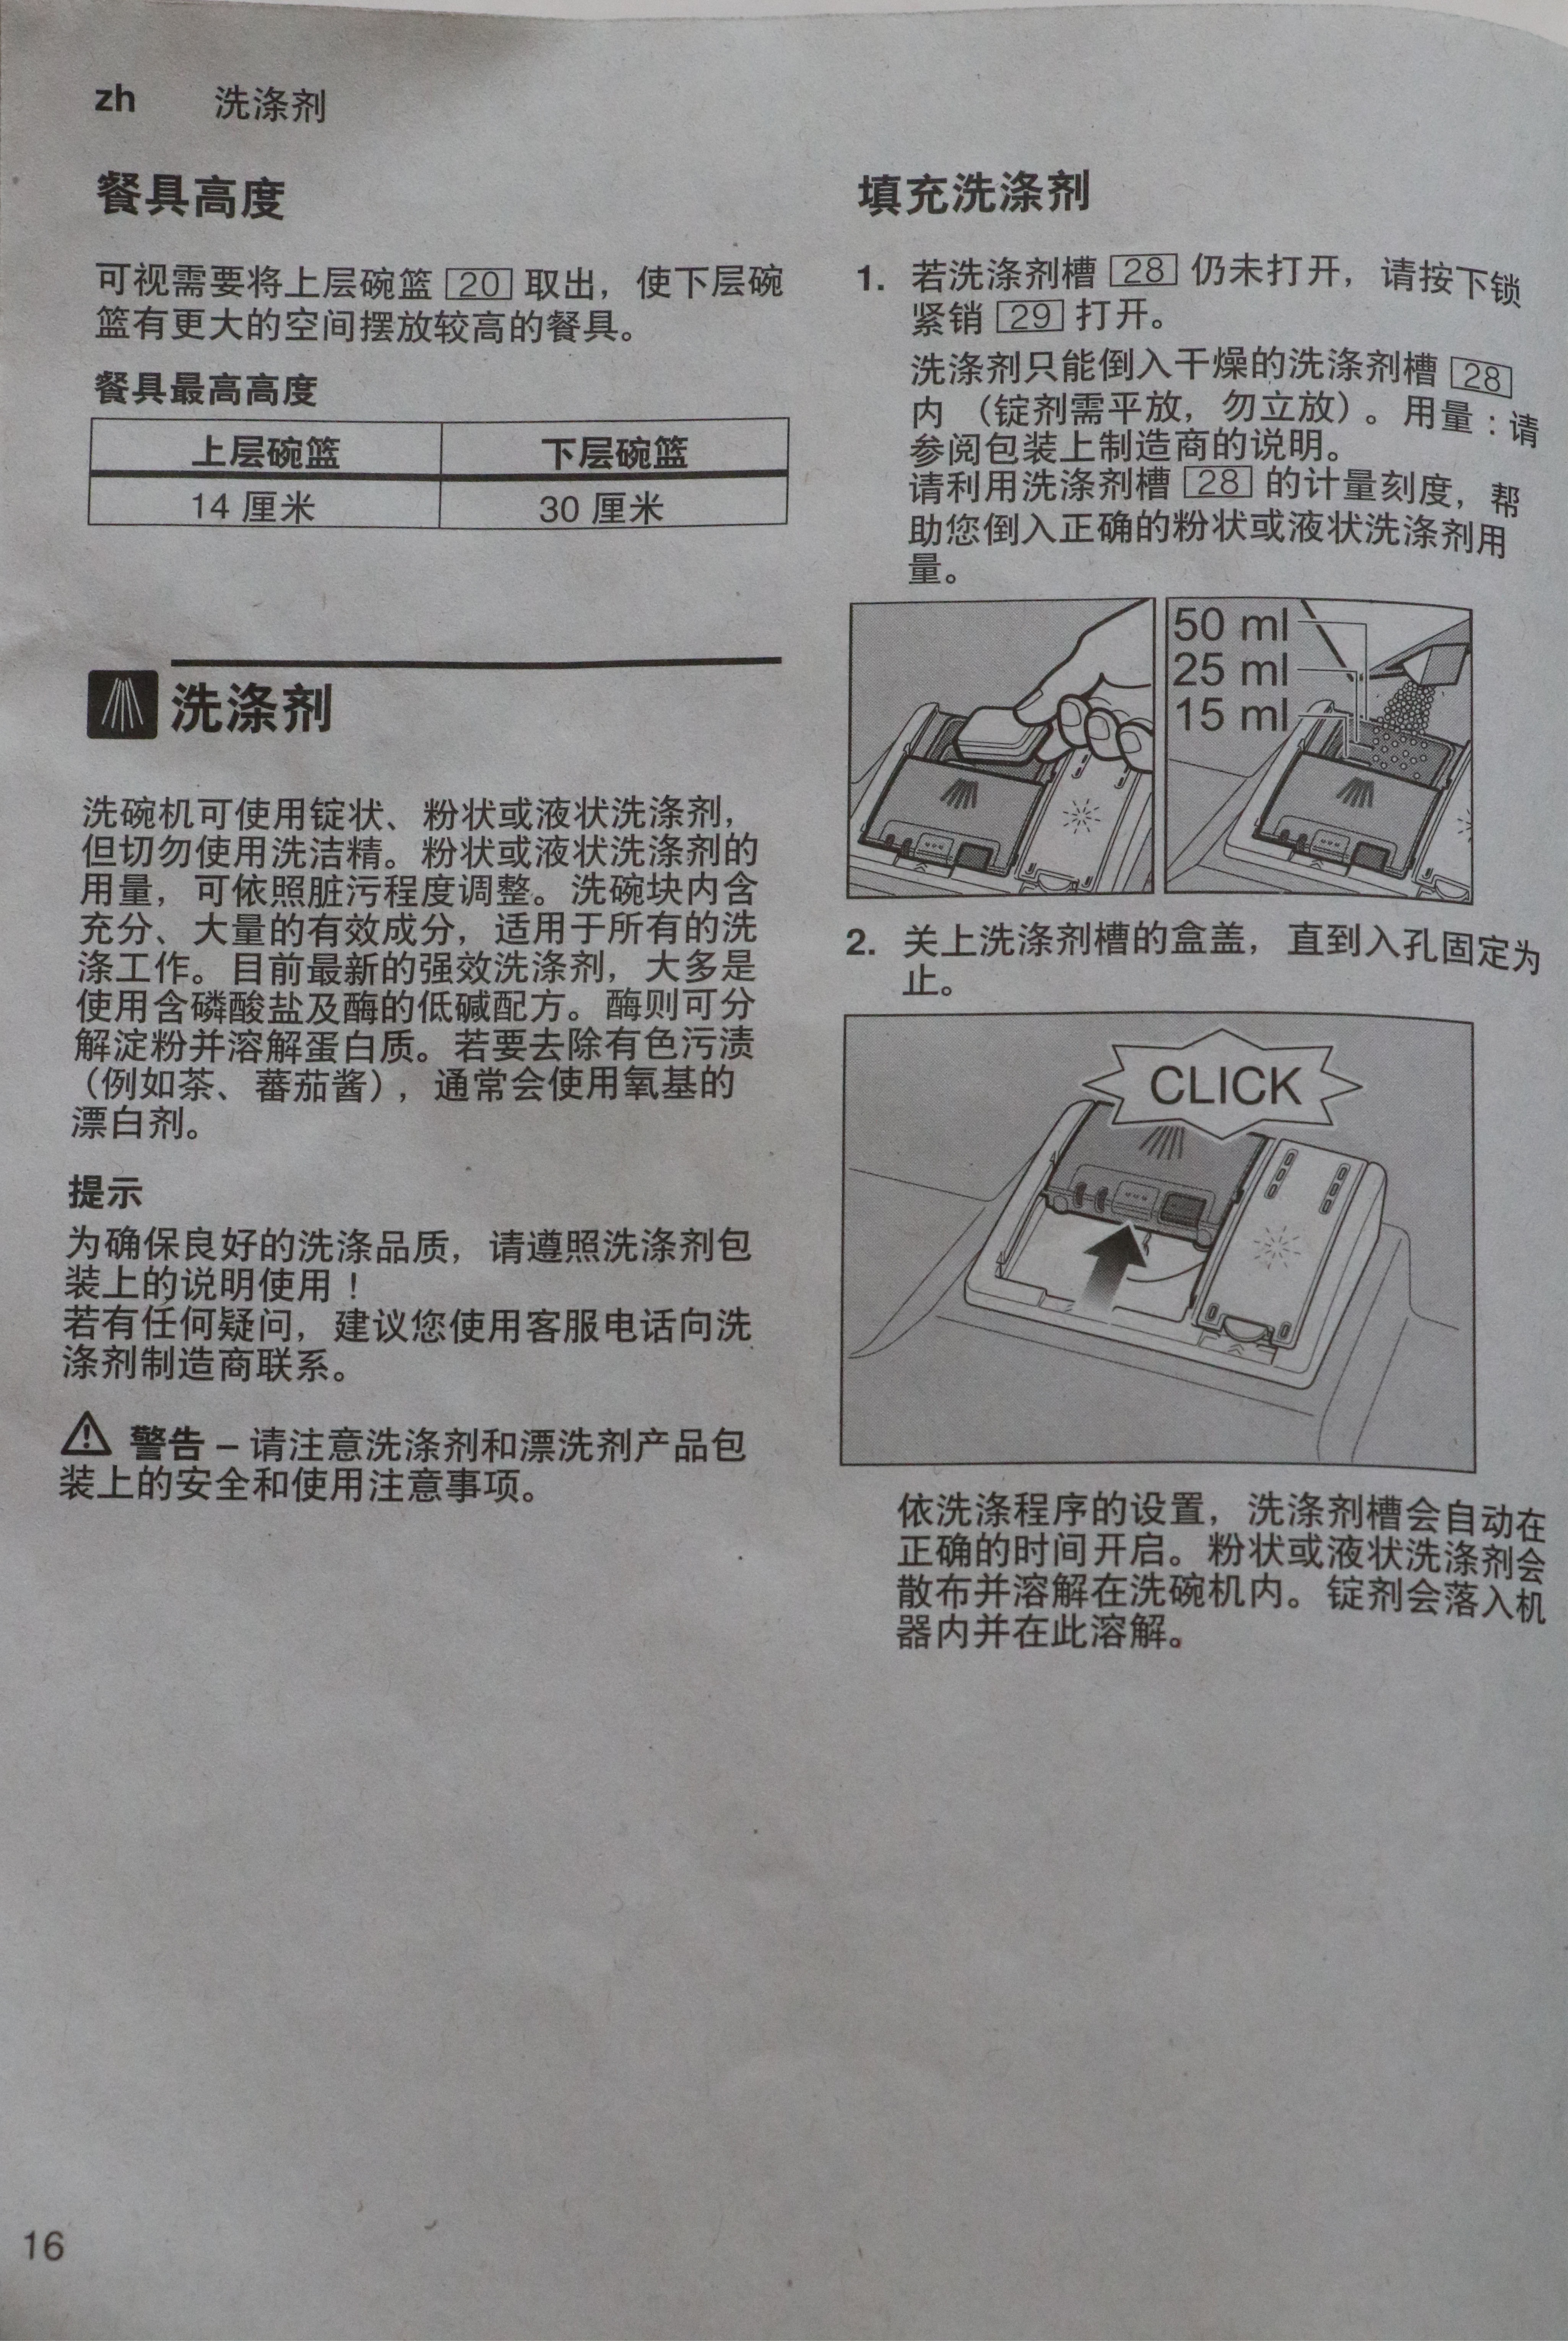 zh 洗涤剂
餐具高度
可视需要将上层碗篮 20 取出，使下层碗
篮有更大的空间摆放较高的餐具。
餐具最高高度
上层碗篮 下层碗篮
14 厘米 30 厘米
洗涤剂
洗碗机可使用锭状、粉状或液状洗涤剂，
但切勿使用洗洁精。粉状或液状洗涤剂的
用量，可依照脏污程度调整。洗碗块内含
充分、大量的有效成分，适用于所有的洗
涤工作。目前最新的强效洗涤剂，大多是
使用含磷酸盐及酶的低碱配方。酶则可分
解淀粉并溶解蛋白质。若要去除有色污渍
（例如茶、蕃茄酱），通常会使用氧基的
漂白剂。
提示
为确保良好的洗涤品质，请遵照洗涤剂包
装上的说明使用！
若有任何疑问，建议您使用客服电话向洗
涤剂制造商联系。
警告 – 请注意洗涤剂和漂洗剂产品包
装上的安全和使用注意事项。
填充洗涤剂
1. 若洗涤剂槽 28 仍未打开，请按下锁
紧销 29 打开。
洗涤剂只能倒入干燥的洗涤剂槽 28
内 （锭剂需平放，勿立放）。用量：请
参阅包装上制造商的说明。
请利用洗涤剂槽 28 的计量刻度，帮
助您倒入正确的粉状或液状洗涤剂用
量。
50 ml
25 ml
15 ml
2. 关上洗涤剂槽的盒盖，直到入孔固定为
止。
CLICK
依洗涤程序的设置，洗涤剂槽会自动在
正确的时间开启。粉状或液状洗涤剂会
散布并溶解在洗碗机内。锭剂会落入机
器内并在此溶解。
16